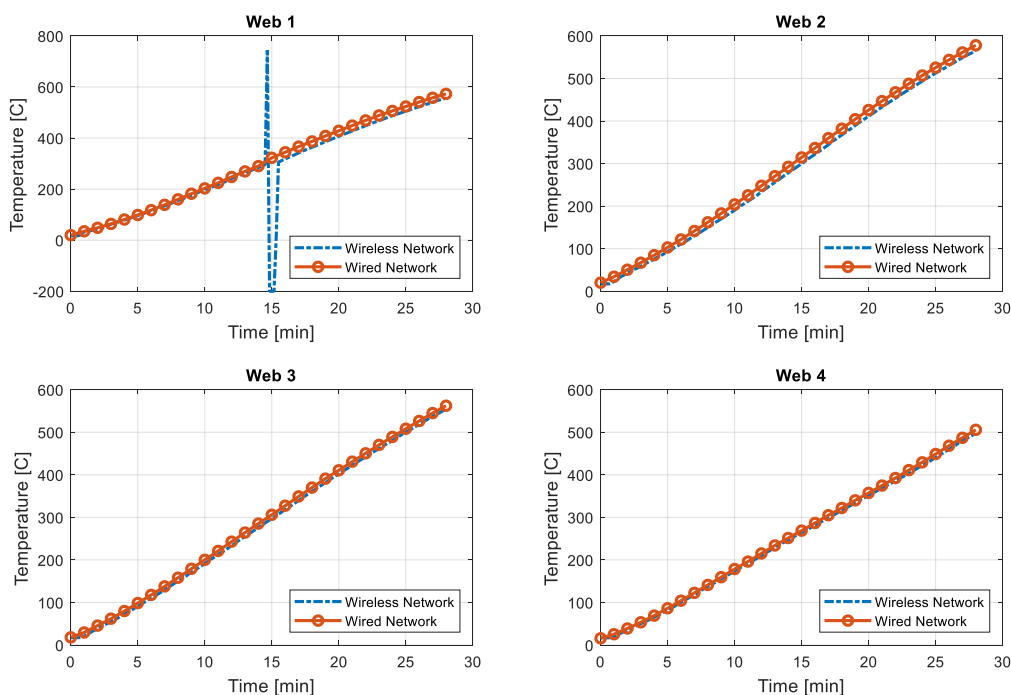 Web 1
Temperature [C]
800
600
400
200
0
-200
0 5 10 15 20 25 30
Time [min]
Wireless Network
Wired Network
Web 2
Temperature [C]
600
500
400
300
200
100
0
0 5 10 15 20 25 30
Time [min]
Wireless Network
Wired Network
Web 3
Temperature [C]
600
500
400
300
200
100
0
0 5 10 15 20 25 30
Time [min]
Wireless Network
Wired Network
Web 4
Temperature [C]
600
500
400
300
200
100
0
0 5 10 15 20 25 30
Time [min]
Wireless Network
Wired Network